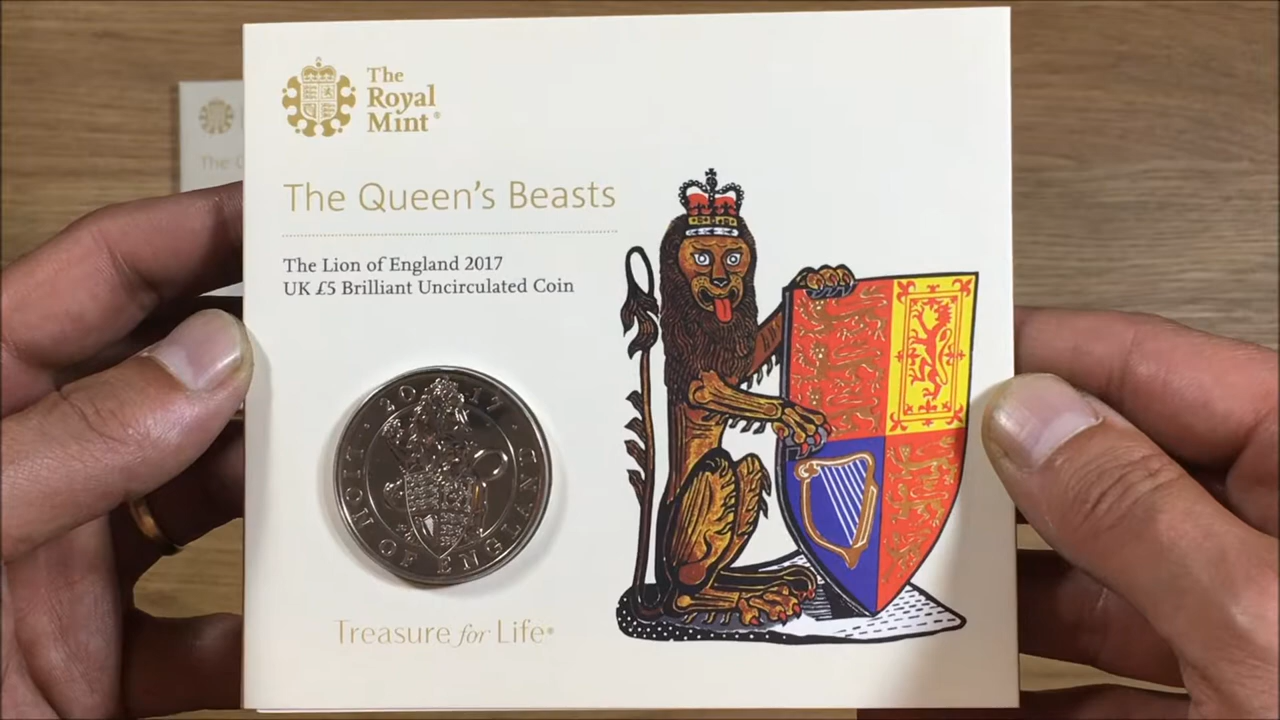 The
Royal
Mint®
The Queen's Beasts
The Lion of England 2017
UK £5 Brilliant Uncirculated Coin
2017
LION OF ENGLAND
Treasure for Life®
The